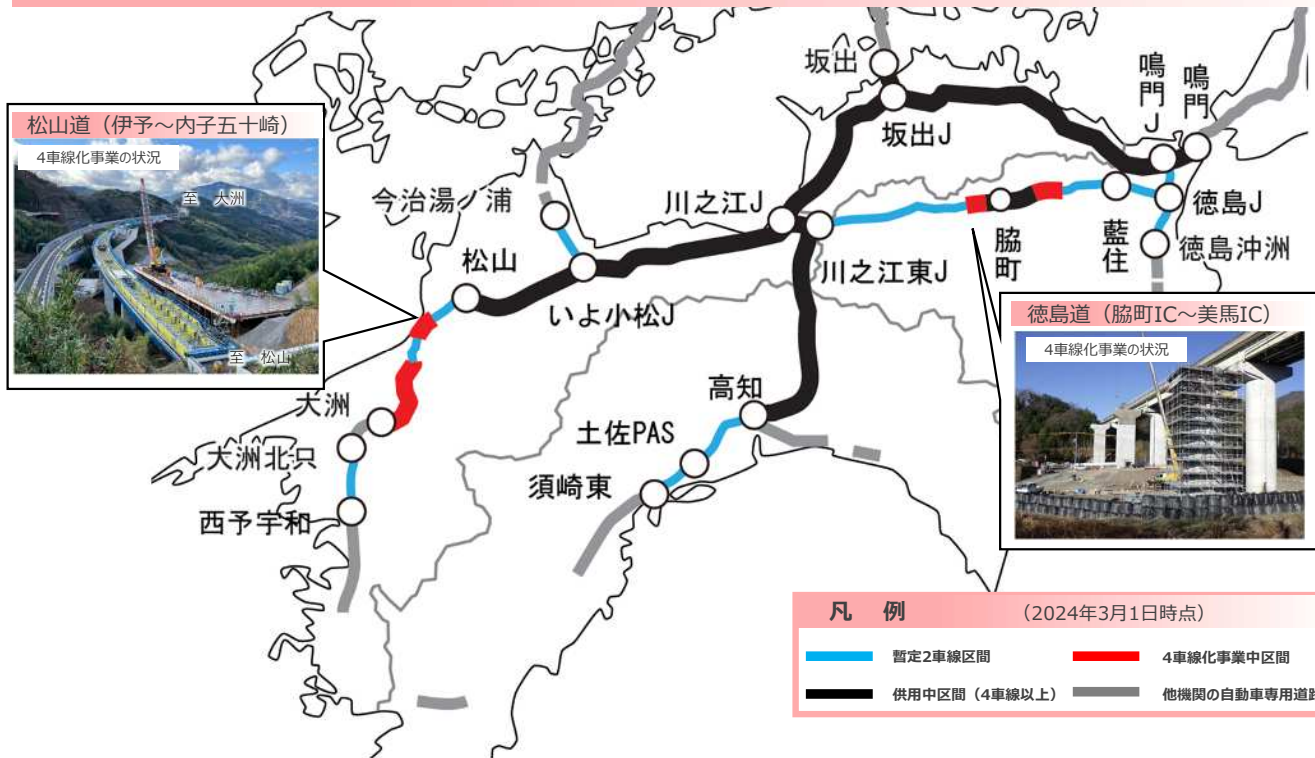 坂出
鳴門J
鳴門
松山道（伊予～内子五十崎）
4車線化事業の状況
至　大洲
至　松山
坂出J
今治湯ノ浦
川之江J
徳島J
脇町
藍住
徳島沖洲
松山
川之江東J
いよ小松J
徳島道（脇町IC～美馬IC）
4車線化事業の状況
高知
大洲
土佐PAS
大洲北只
須崎東
西予宇和
凡　例
（2024年3月1日時点）
暫定2車線区間
4車線化事業中区間
供用中区間（4車線以上）
他機関の自動車専用道路